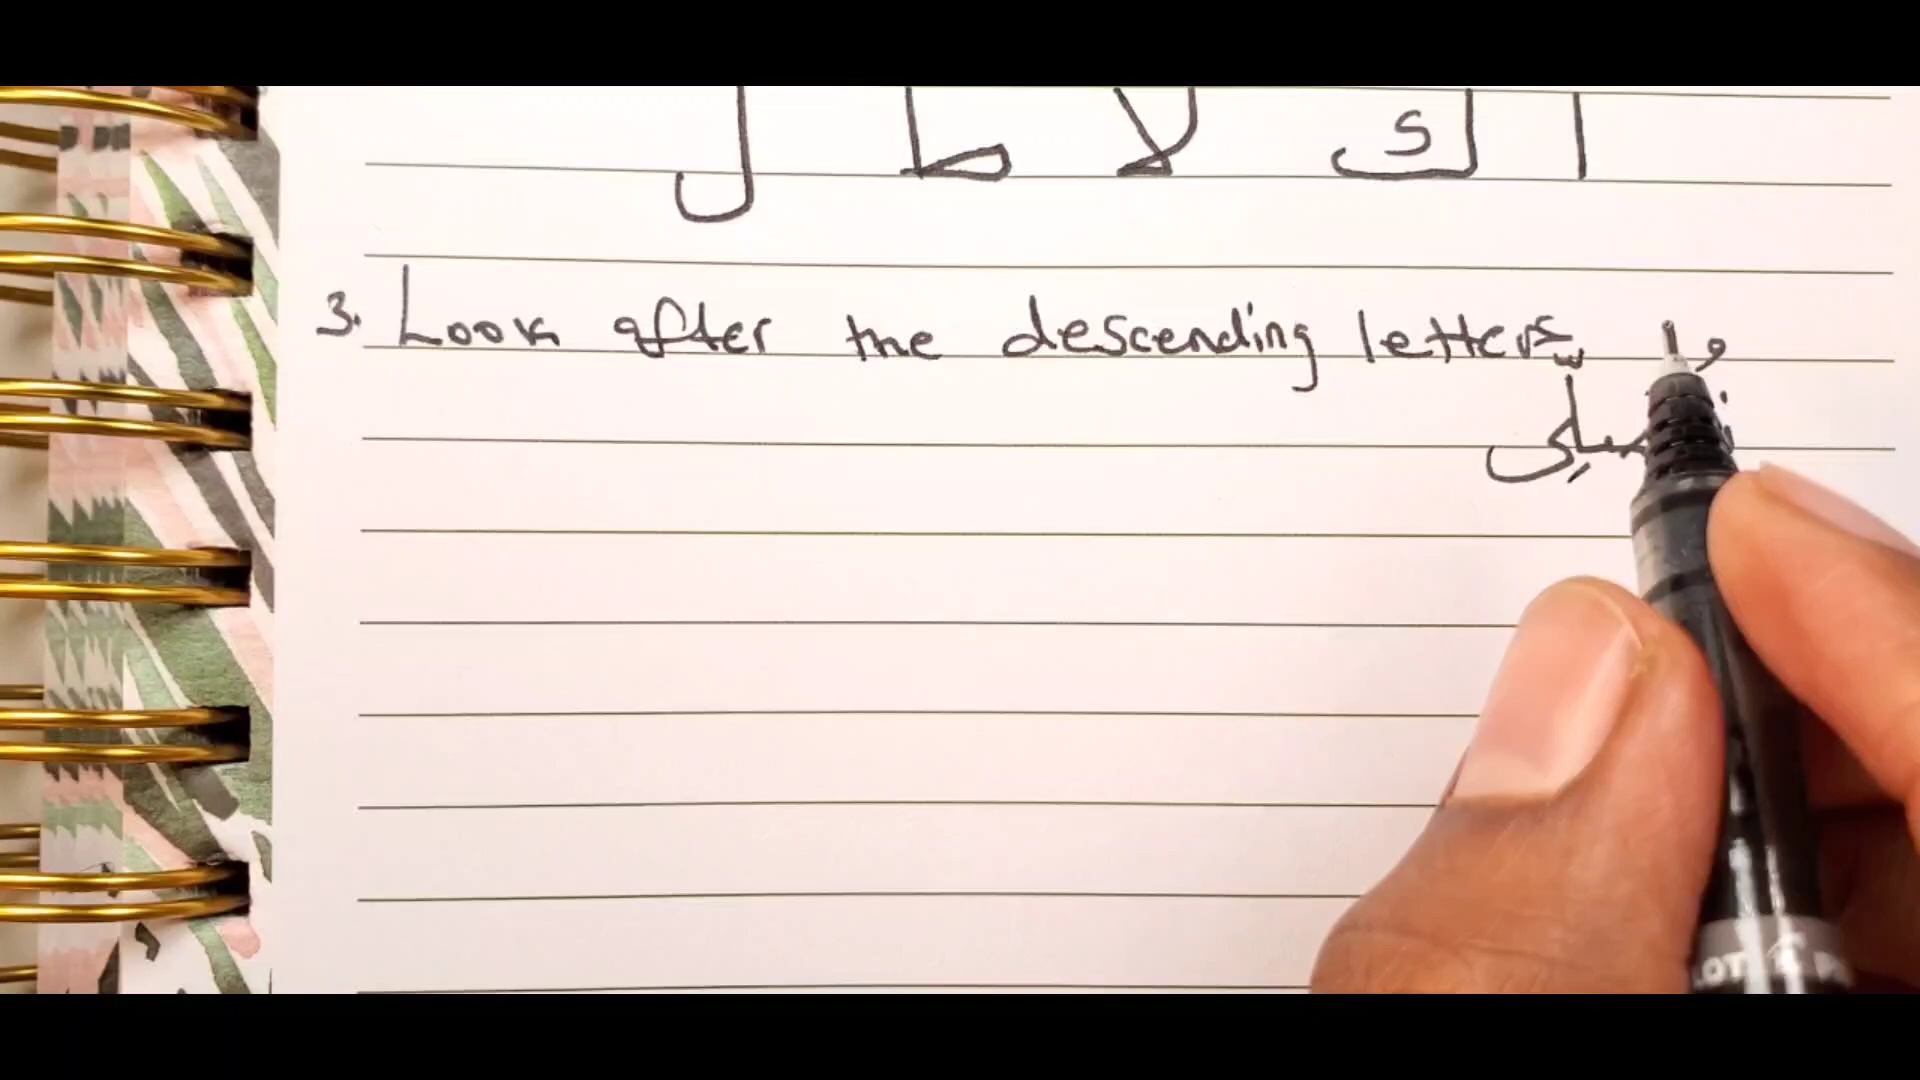 ا ك لا ط ل
3. Look after the descending letters